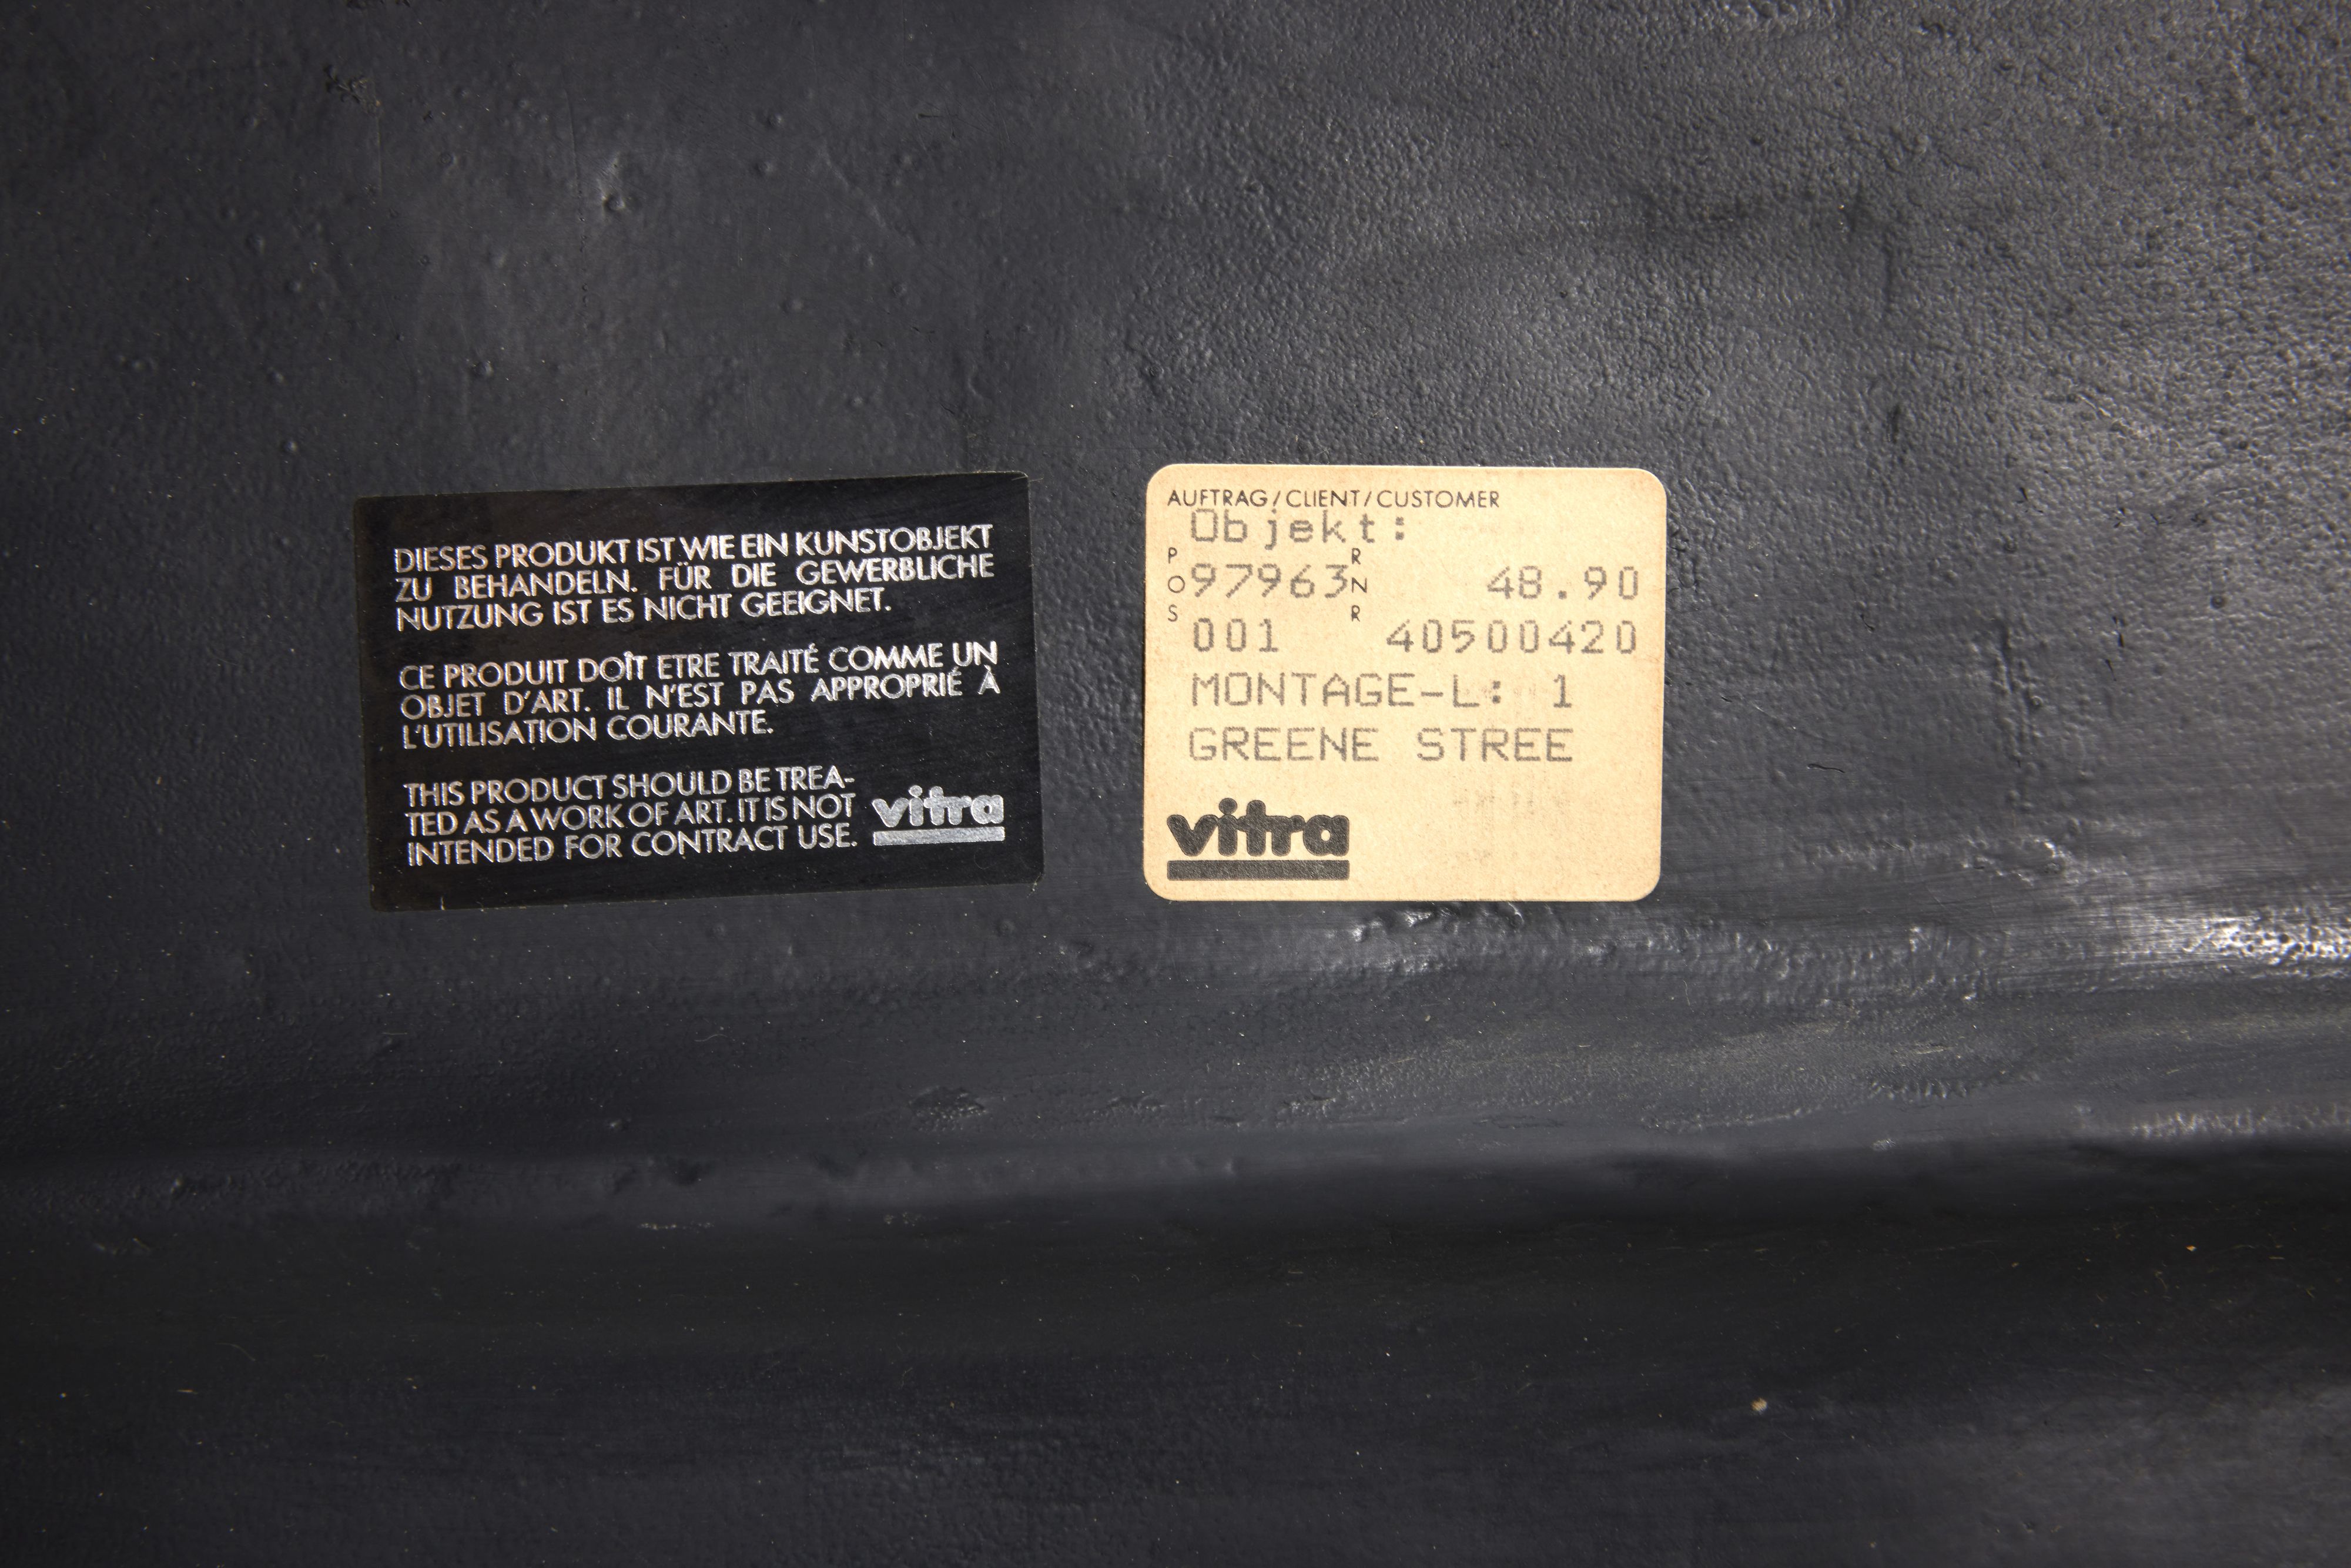 DIESES PRODUKT IST WIE EIN KUNSTOBJEKT
ZU BEHANDELN. FÜR DIE GEWERBLICHE
NUTZUNG IST ES NICHT GEEIGNET.
CE PRODUIT DOÎT ETRE TRAITÉ COMME UN
OBJET D'ART. IL N'EST PAS APPROPRIÉ À
L'UTILISATION COURANTE.
THIS PRODUCT SHOULD BE TREA-
TED AS A WORK OF ART. IT IS NOT
INTENDED FOR CONTRACT USE.
vitra
AUFTRAG/CLIENT/CUSTOMER
Objekt:
POS 97963 RNR 48.90
001 40500420
MONTAGE-L: 1
GREENE STREE
vitra